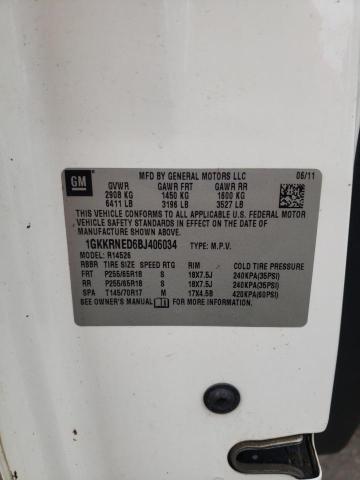 GM
MFD BY GENERAL MOTORS LLC 06/11
GVWR GAWR FRT GAWR RR
2908 KG 1450 KG 1600 KG
6411 LB 3196 LB 3527 LB
THIS VEHICLE CONFORMS TO ALL APPLICABLE U.S. FEDERAL MOTOR
VEHICLE SAFETY STANDARDS IN EFFECT ON THE DATE OF
MANUFACTURE SHOWN ABOVE.
1GKKRNED6BJ406034 TYPE: M.P.V.
MODEL: R14526
RBBR TIRE SIZE SPEED RTG RIM COLD TIRE PRESSURE
FRT P255/65R18 S 18X7.5J 240KPA(35PSI)
RR P255/65R18 S 18X7.5J 240KPA(35PSI)
SPA T145/70R17 M 17X4.5B 420KPA(60PSI)
SEE OWNER'S MANUAL FOR ADDITIONAL INFORMATION.